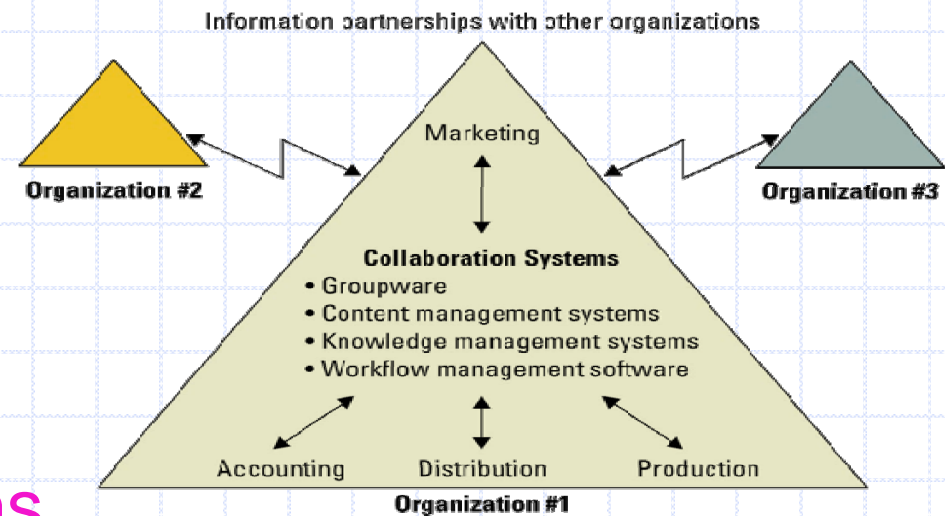 Information partnerships with other organizations
Marketing
Organization #2
Organization #3
Collaboration Systems
• Groupware
• Content management systems
• Knowledge management systems
• Workflow management software
Accounting Distribution Production
Organization #1